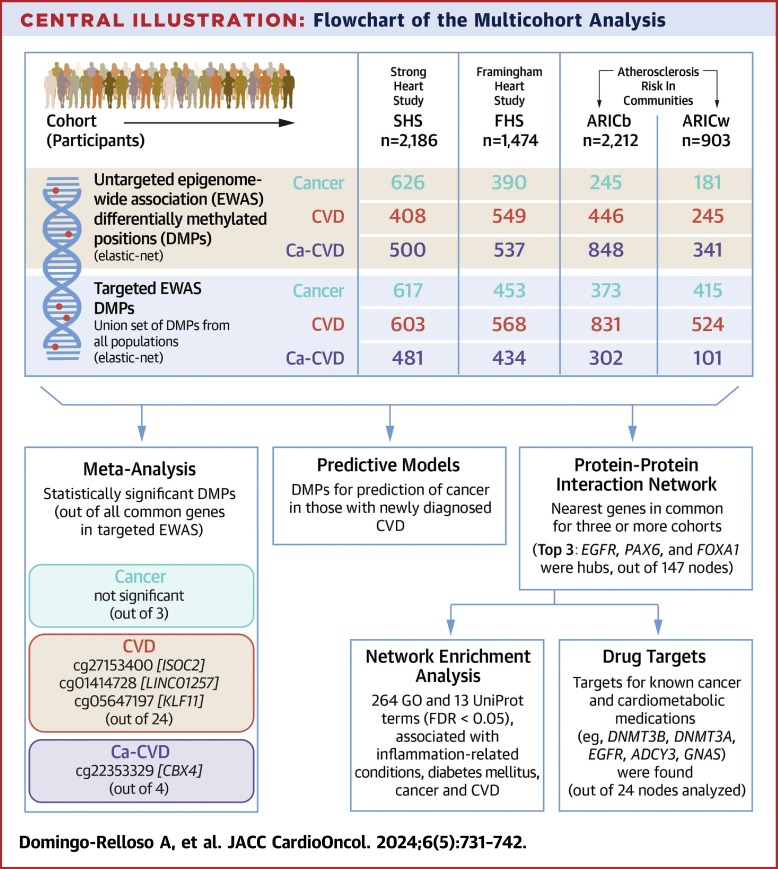 CENTRAL ILLUSTRATION: Flowchart of the Multicohort Analysis
Cohort
(Participants)
Strong
Heart
Study
SHS
n=2,186
Framingham
Heart
Study
FHS
n=1,474
Atherosclerosis
Risk In
Communities
ARICb
n=2,212
ARICw
n=903
Untargeted epigenome-
wide association (EWAS)
differentially methylated
positions (DMPs)
(elastic-net)
Cancer 626 390 245 181
CVD 408 549 446 245
Ca-CVD 500 537 848 341
Targeted EWAS
DMPs
Union set of DMPs from
all populations
(elastic-net)
Cancer 617 453 373 415
CVD 603 568 831 524
Ca-CVD 481 434 302 101
Meta-Analysis
Statistically significant DMPs
(out of all common genes
in targeted EWAS)
Cancer
not significant
(out of 3)
CVD
cg27153400 [ISOC2]
cg01414728 [LINC01257]
cg05647197 [KLF11]
(out of 24)
Ca-CVD
cg22353329 [CBX4]
(out of 4)
Predictive Models
DMPs for prediction of cancer
in those with newly diagnosed
CVD
Protein-Protein
Interaction Network
Nearest genes in common
for three or more cohorts
(Top 3: EGFR, PAX6, and FOXA1
were hubs, out of 147 nodes)
Network Enrichment
Analysis
264 GO and 13 UniProt
terms (FDR < 0.05),
associated with
inflammation-related
conditions, diabetes mellitus,
cancer and CVD
Drug Targets
Targets for known cancer
and cardiometabolic
medications
(eg, DNMT3B, DNMT3A,
EGFR, ADCY3, GNAS)
were found
(out of 24 nodes analyzed)
Domingo-Relloso A, et al. JACC CardioOncol. 2024;6(5):731–742.